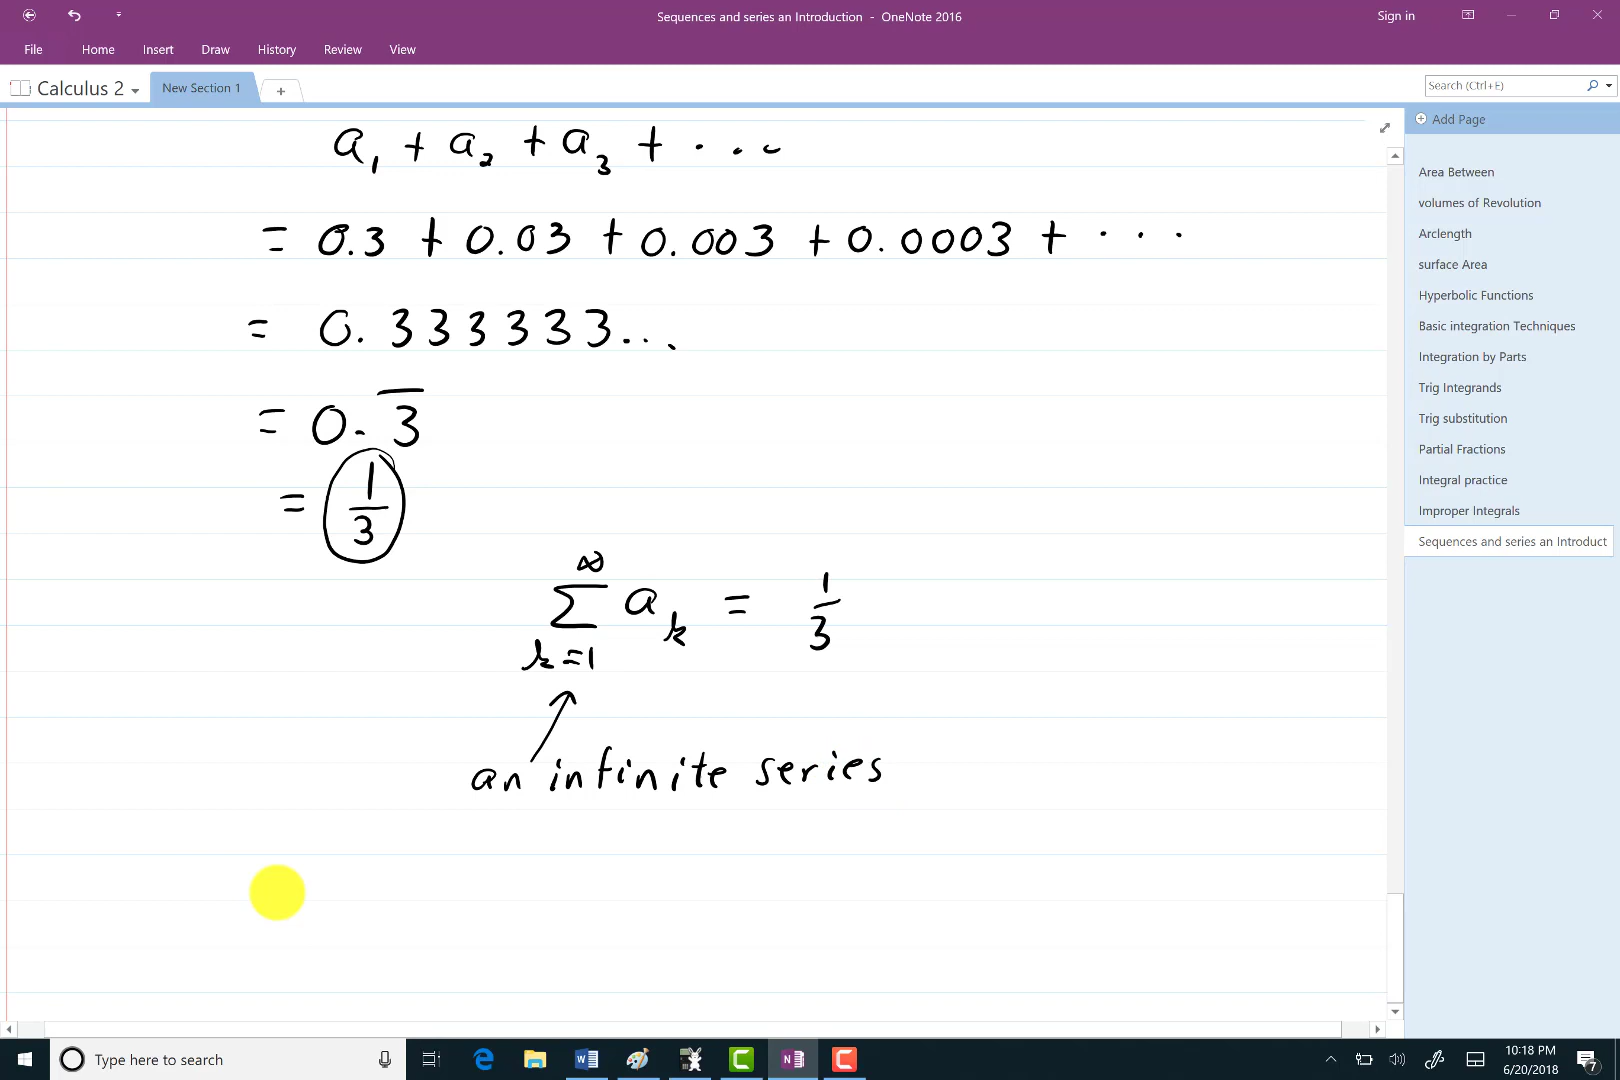 Sequences and series an Introduction - OneNote 2016
Sign in
File Home Insert Draw History Review View
Calculus 2
New Section 1
Search (Ctrl+E)
a₁ + a₂ + a₃ + ...
= 0.3 + 0.03 + 0.003 + 0.0003 + ...
= 0.333333...
= 0.3̅
= 1/3
∞
∑ aₖ = 1/3
k=1
an infinite series
Add Page
Area Between
volumes of Revolution
Arclength
surface Area
Hyperbolic Functions
Basic integration Techniques
Integration by Parts
Trig Integrands
Trig substitution
Partial Fractions
Integral practice
Improper Integrals
Sequences and series an Introduct
Type here to search
10:18 PM
6/20/2018
7